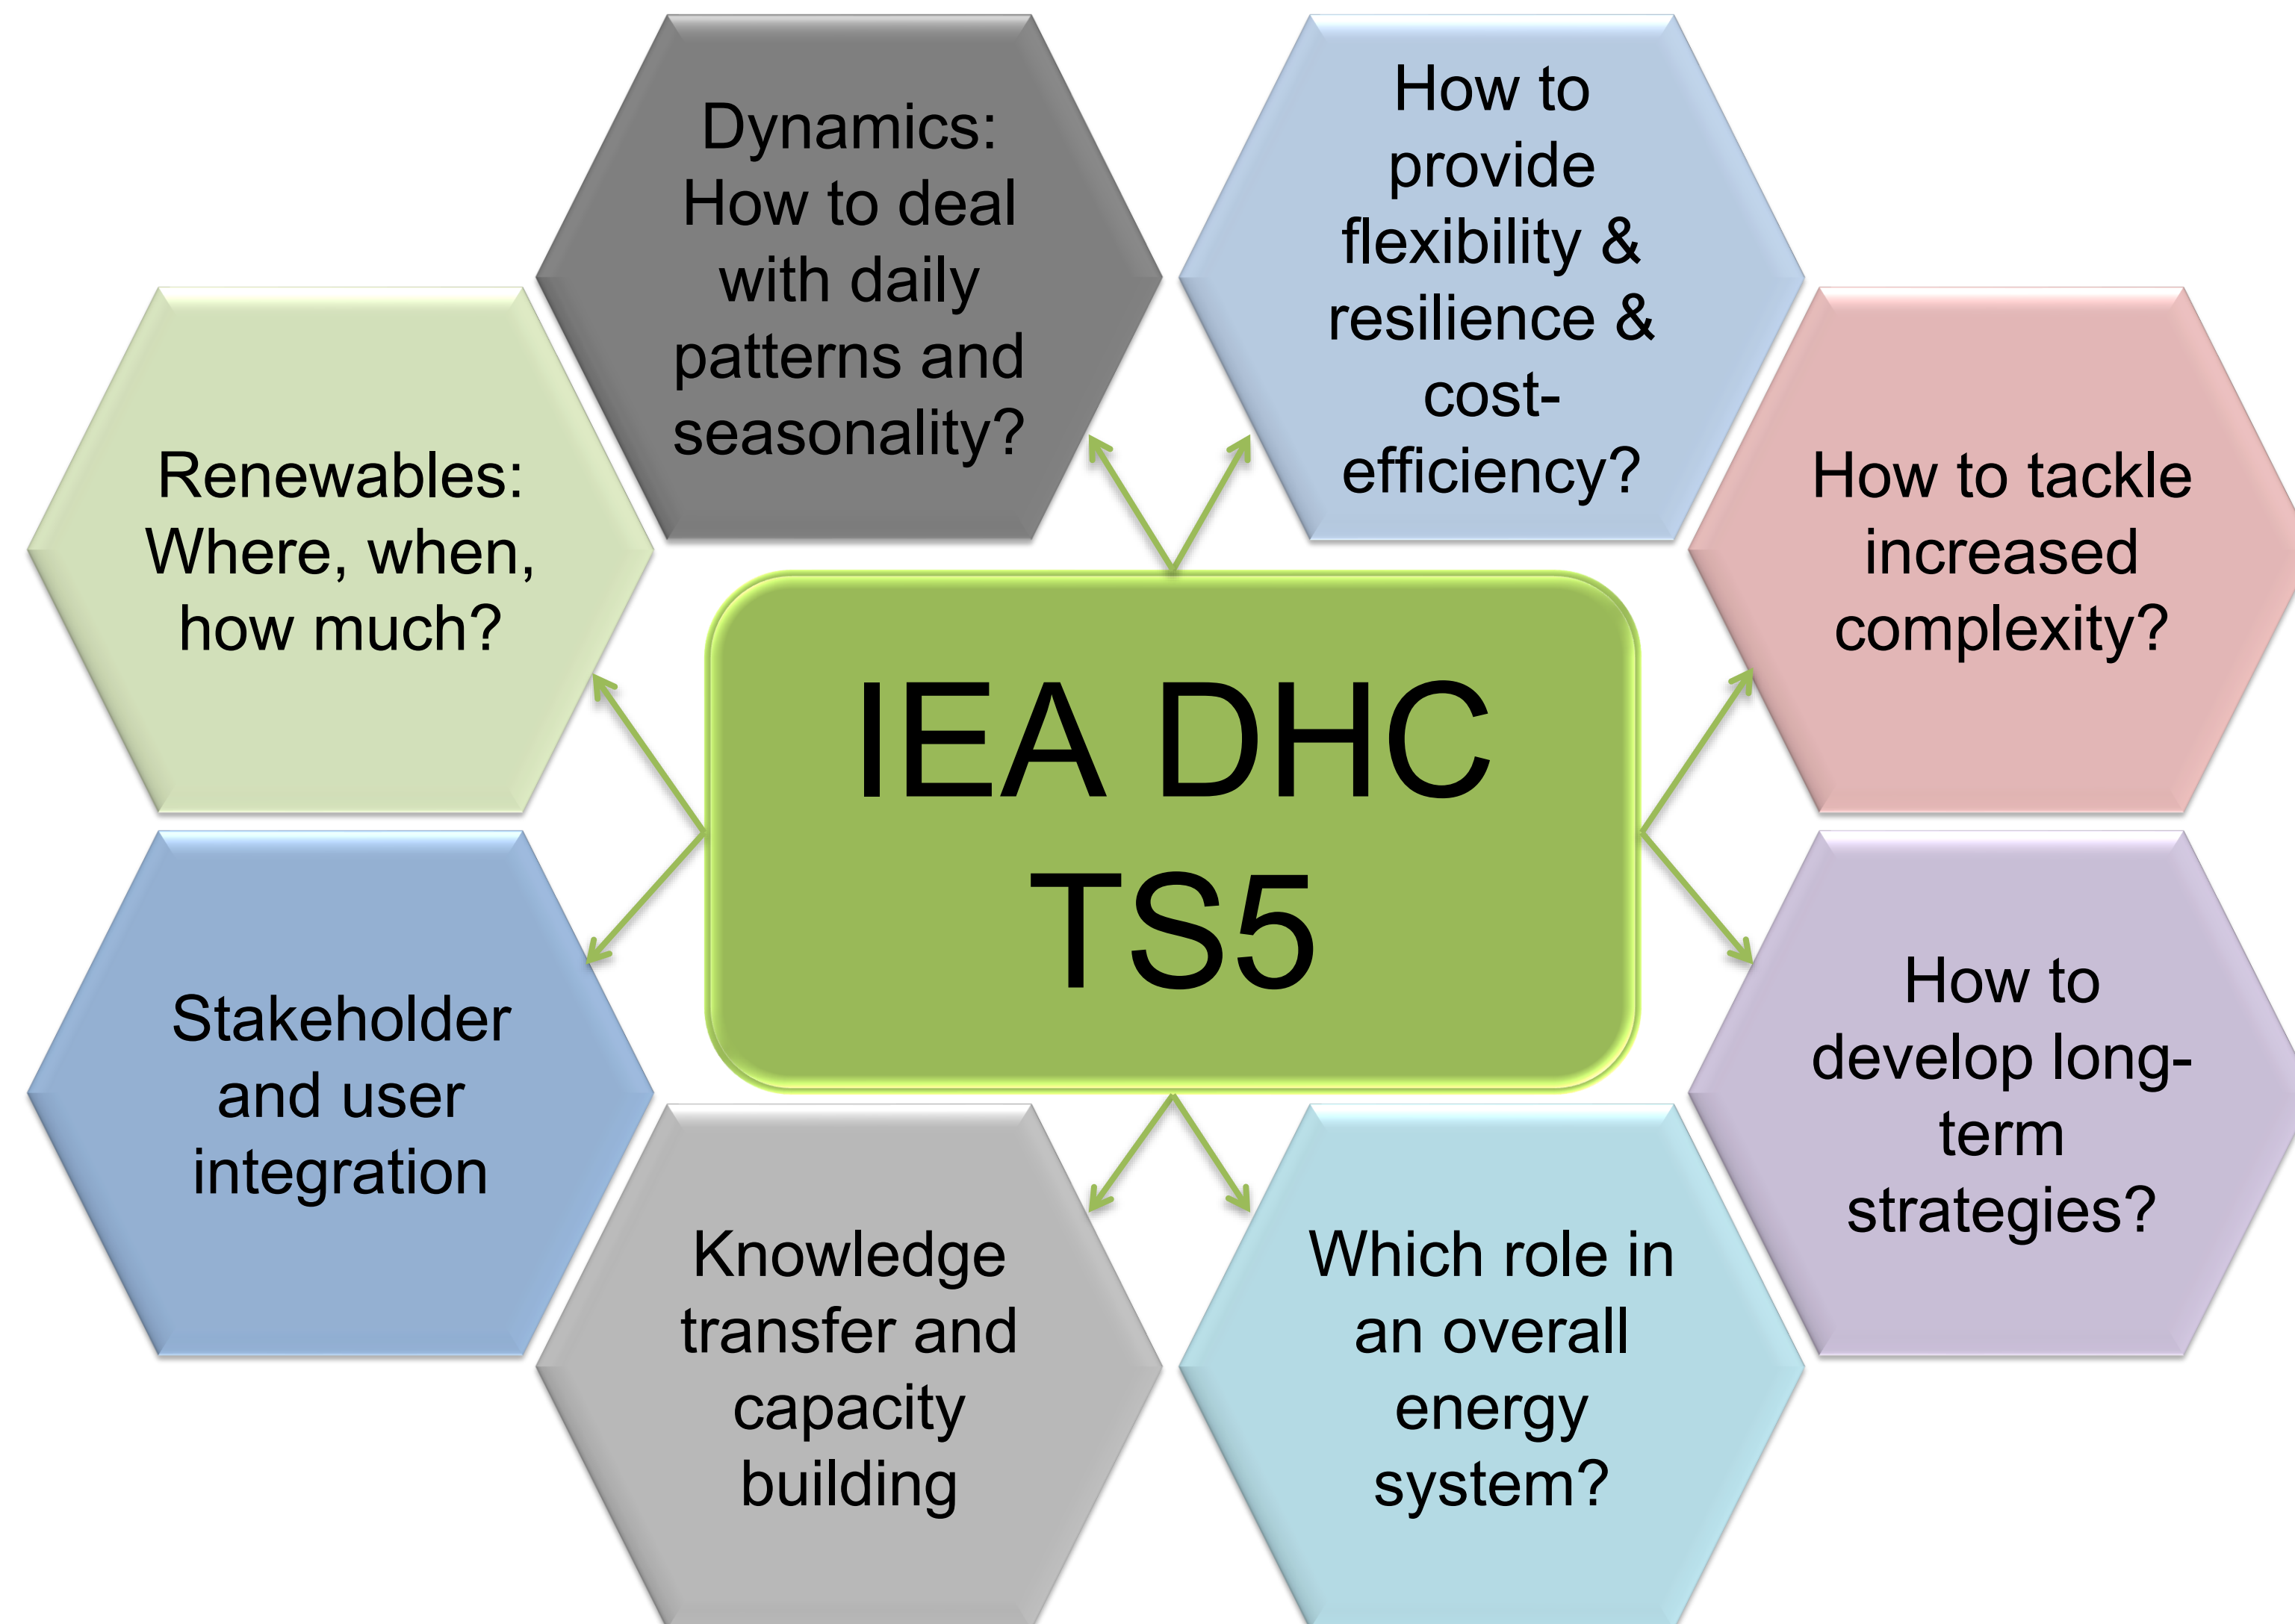 Dynamics:
How to deal
with daily
patterns and
seasonality?
How to
provide
flexibility &
resilience &
cost-
efficiency?
Renewables:
Where, when,
how much?
How to tackle
increased
complexity?
IEA DHC
TS5
Stakeholder
and user
integration
How to
develop long-
term
strategies?
Knowledge
transfer and
capacity
building
Which role in
an overall
energy
system?